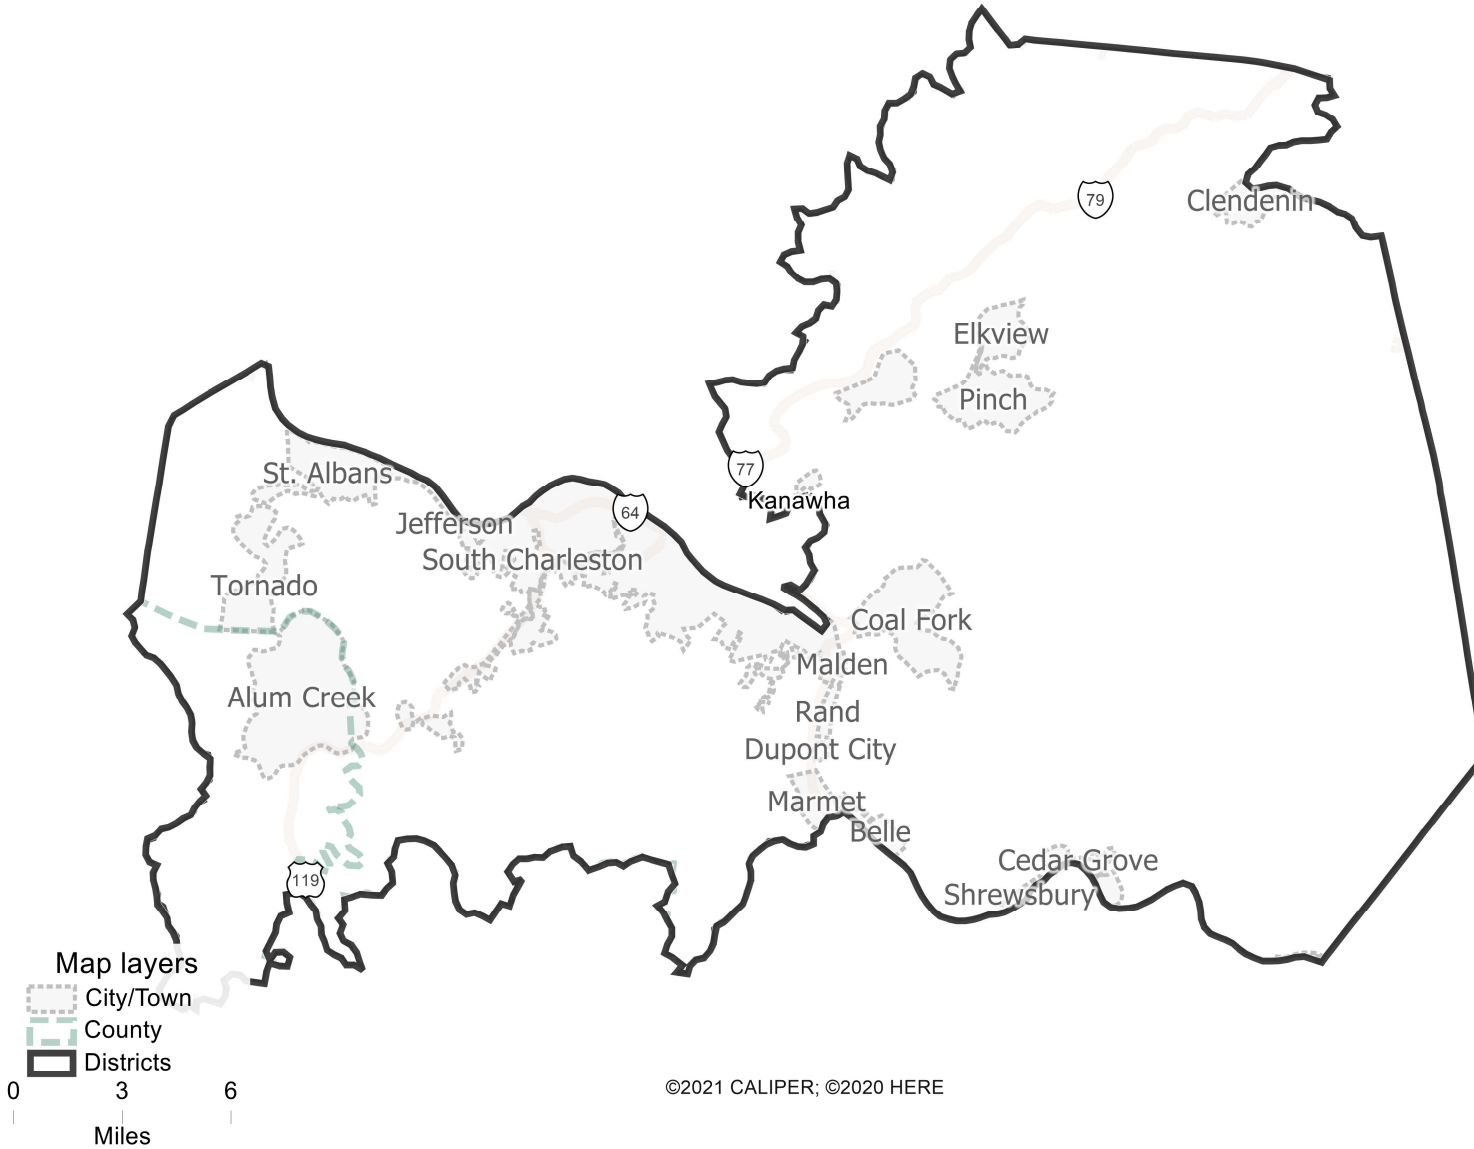 79
Clendenin
Elkview
Pinch
77
St. Albans
Kanawha
64
Jefferson
South Charleston
Tornado
Coal Fork
Malden
Alum Creek
Rand
Dupont City
Marmet
Belle
Cedar Grove
119
Shrewsbury
Map layers
City/Town
County
Districts
0 3 6
Miles
©2021 CALIPER; ©2020 HERE